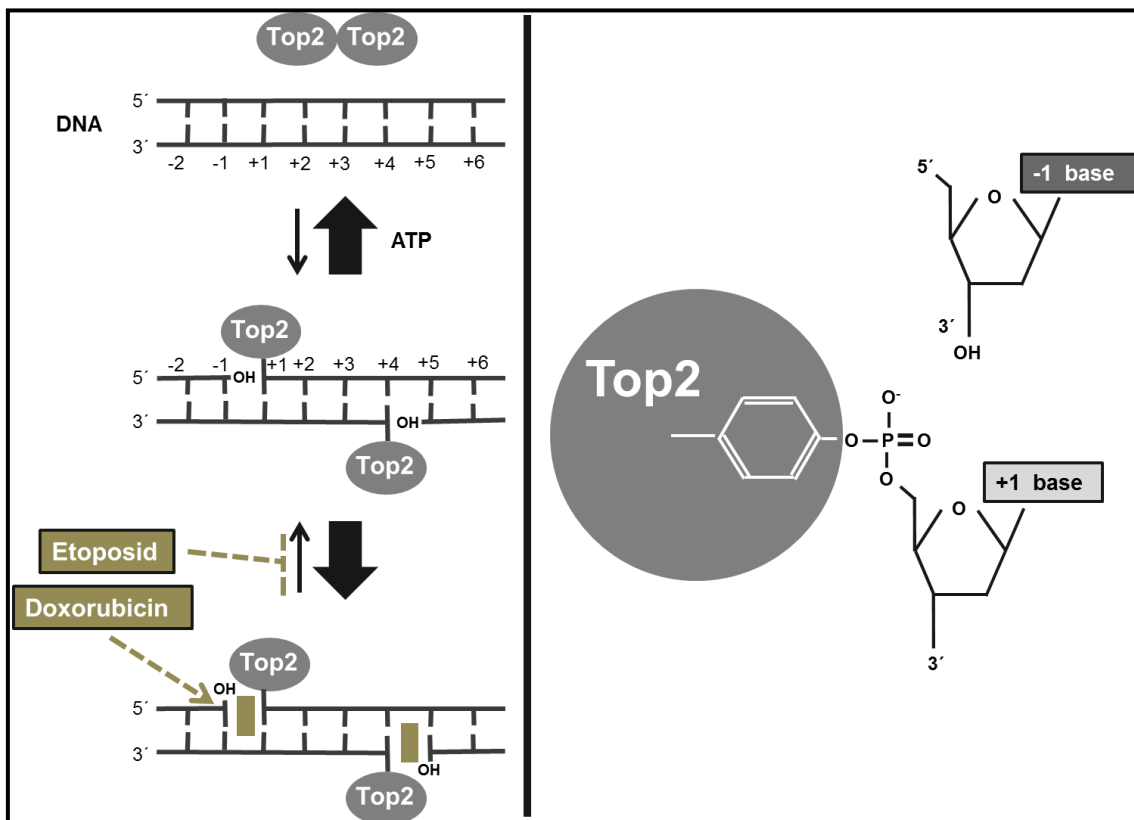 Top2 Top2
5´
DNA
3´
-2 -1 +1 +2 +3 +4 +5 +6
ATP
Top2
-2 -1 +1 +2 +3 +4 +5 +6
5´ OH
3´ OH
Top2
Etoposid
Doxorubicin
Top2
OH
5´
3´
OH
Top2
-1 base
5´
O
3´
OH
Top2
O-
O P O
O
+1 base
O
3´